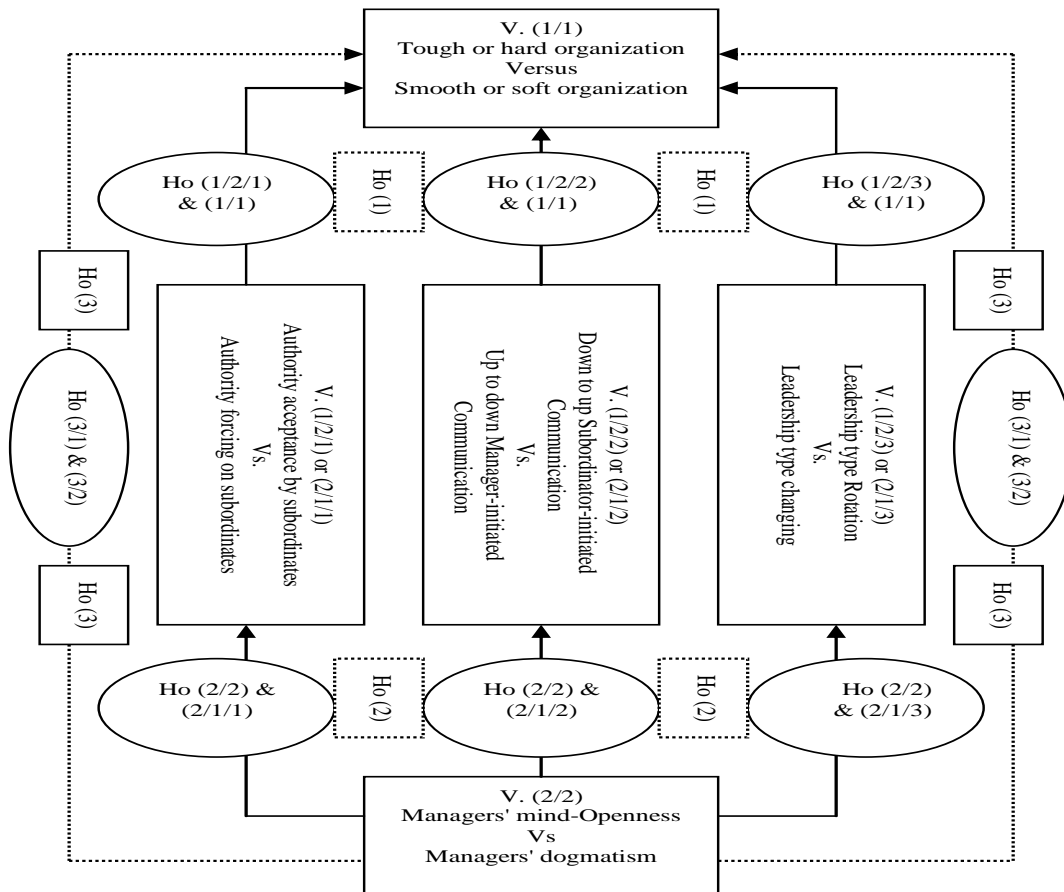 V. (1/1)
Tough or hard organization
Versus
Smooth or soft organization
Ho (1/2/1)
& (1/1)
Ho (1)
Ho (1/2/2)
& (1/1)
Ho (1)
Ho (1/2/3)
& (1/1)
Ho (3)
Ho (3/1) & (3/2)
Ho (3)
V. (1/2/1) or (2/1/1)
Authority acceptance by subordinates
Vs.
Authority forcing on subordinates
V. (1/2/2) or (2/1/2)
Down to up Subordinator-initiated
Communication
Vs.
Up to down Manager-initiated
Communication
V. (1/2/3) or (2/1/3)
Leadership type Rotation
Vs.
Leadership type changing
Ho (3)
Ho (3/1) & (3/2)
Ho (3)
Ho (2/2) &
(2/1/1)
Ho (2)
Ho (2/2) &
(2/1/2)
Ho (2)
Ho (2/2)
& (2/1/3)
V. (2/2)
Managers' mind-Openness
Vs
Managers' dogmatism